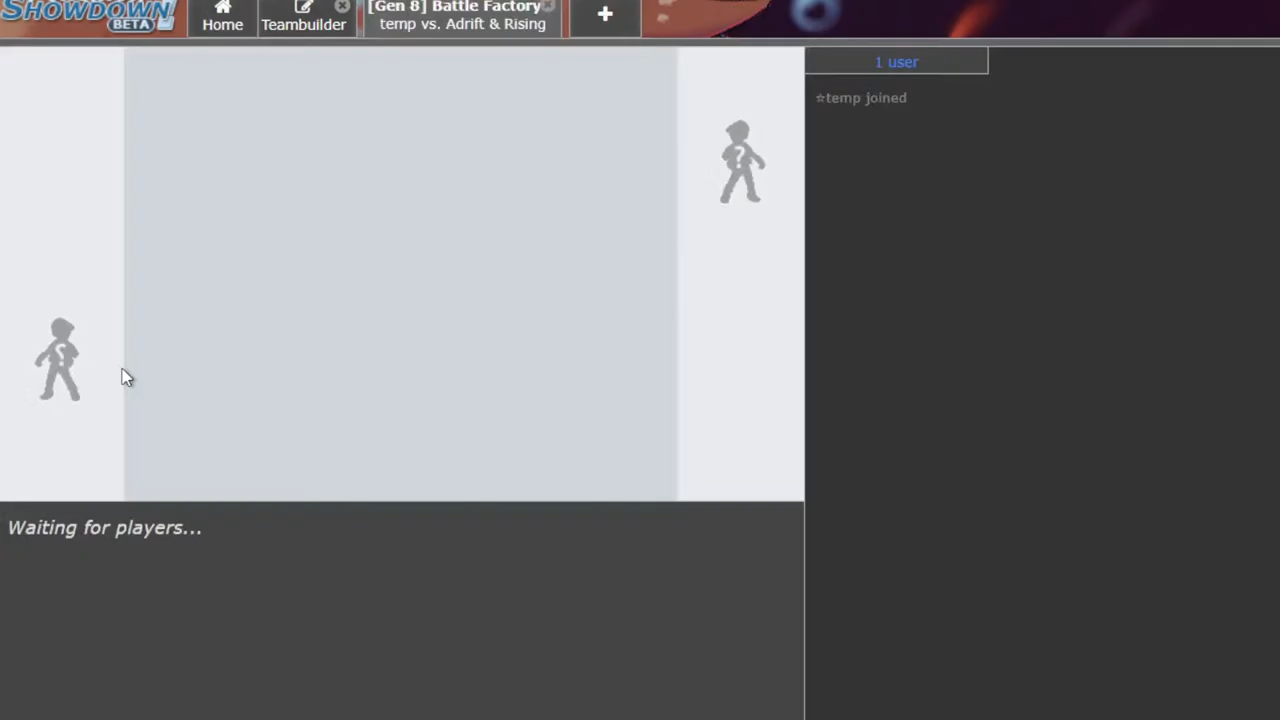 SHOWDOWN
BETA
Home
Teambuilder
[Gen 8] Battle Factory
temp vs. Adrift & Rising
1 user
☆temp joined
?
?
Waiting for players...